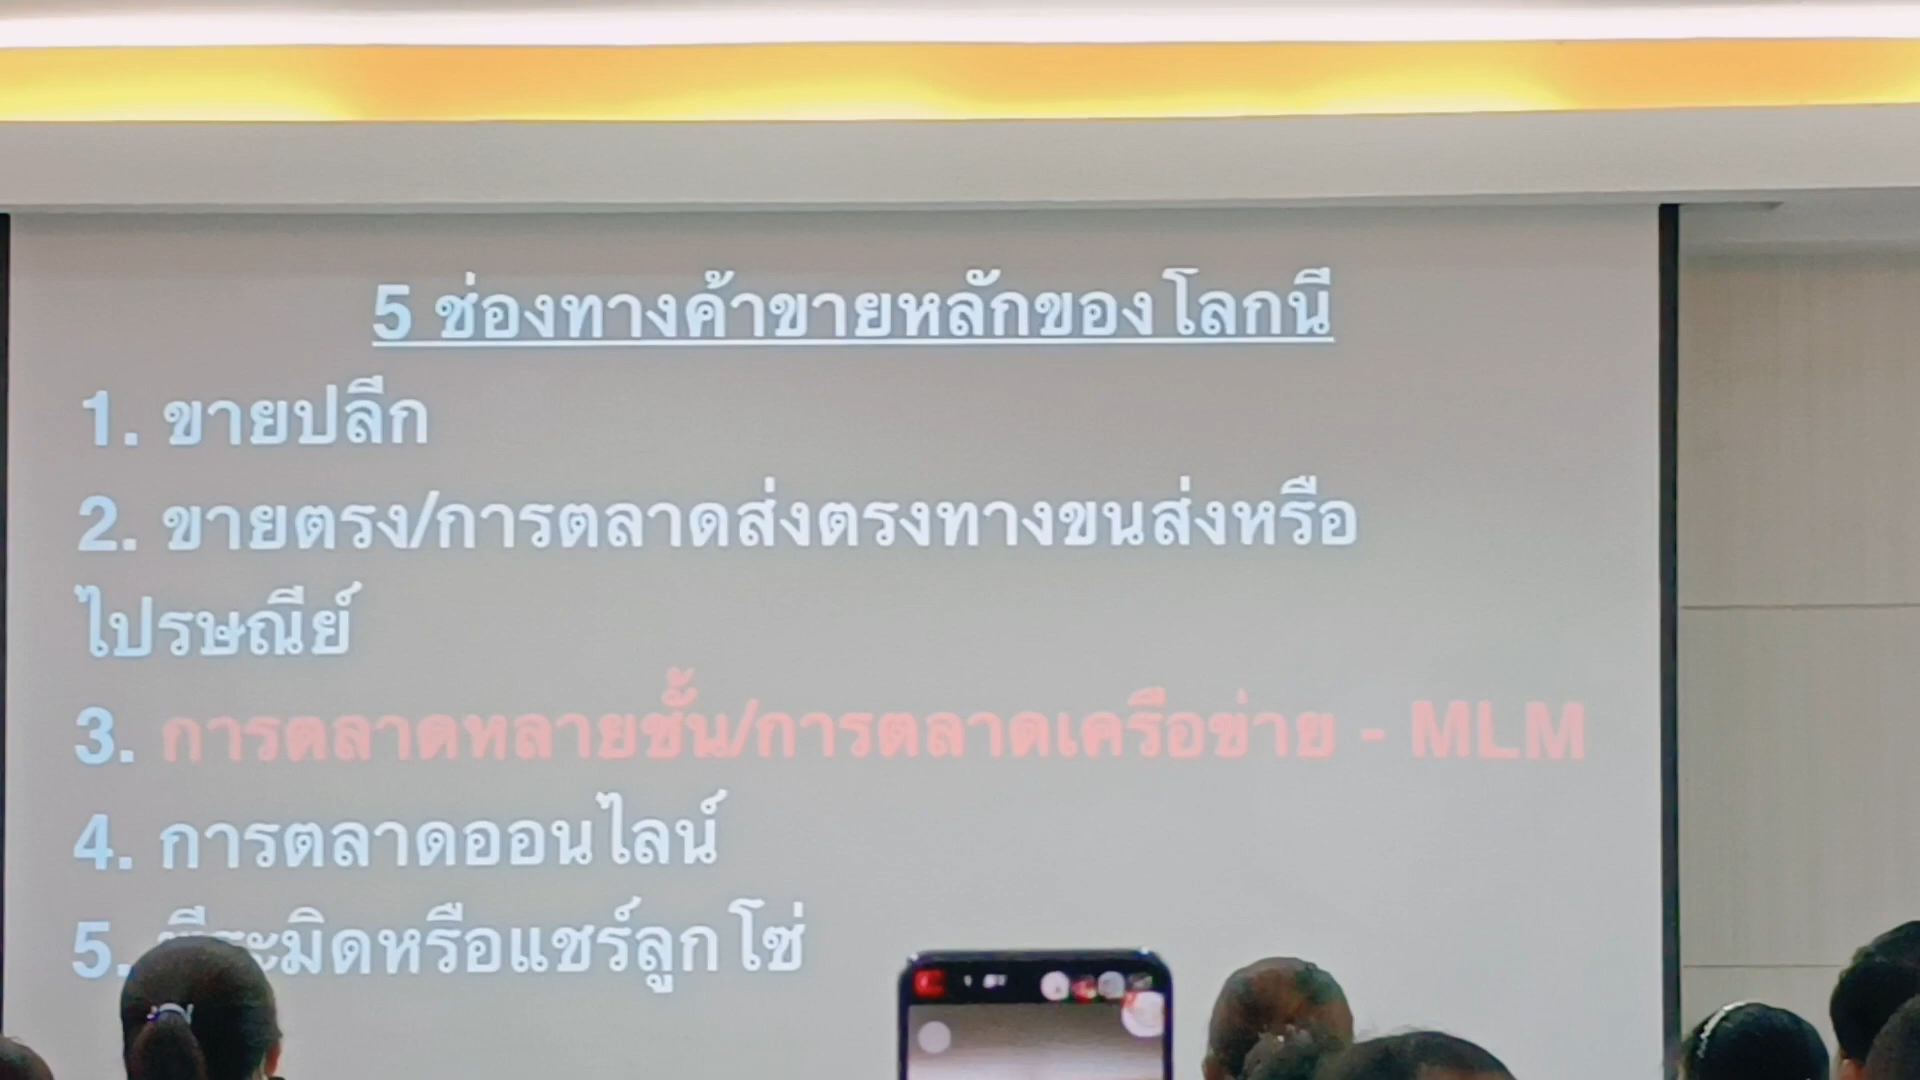 5 ช่องทางค้าขายหลักของโลกนี้
1. ขายปลีก
2. ขายตรง/การตลาดส่งตรงทางขนส่งหรือ
ไปรษณีย์
3. การตลาดหลายชั้น/การตลาดเครือข่าย - MLM
4. การตลาดออนไลน์
5. พีระมิดหรือแชร์ลูกโซ่